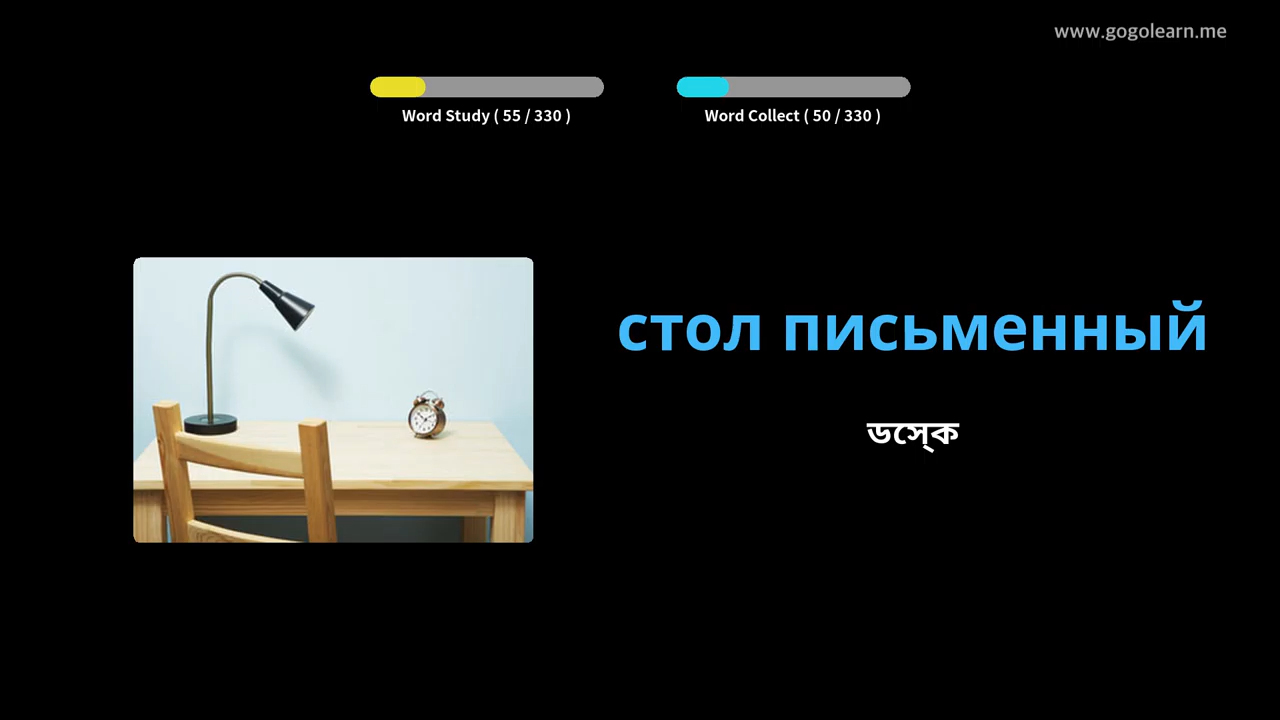 www.gogolearn.me
Word Study ( 55 / 330 )
Word Collect ( 50 / 330 )
стол письменный
ডস্েক